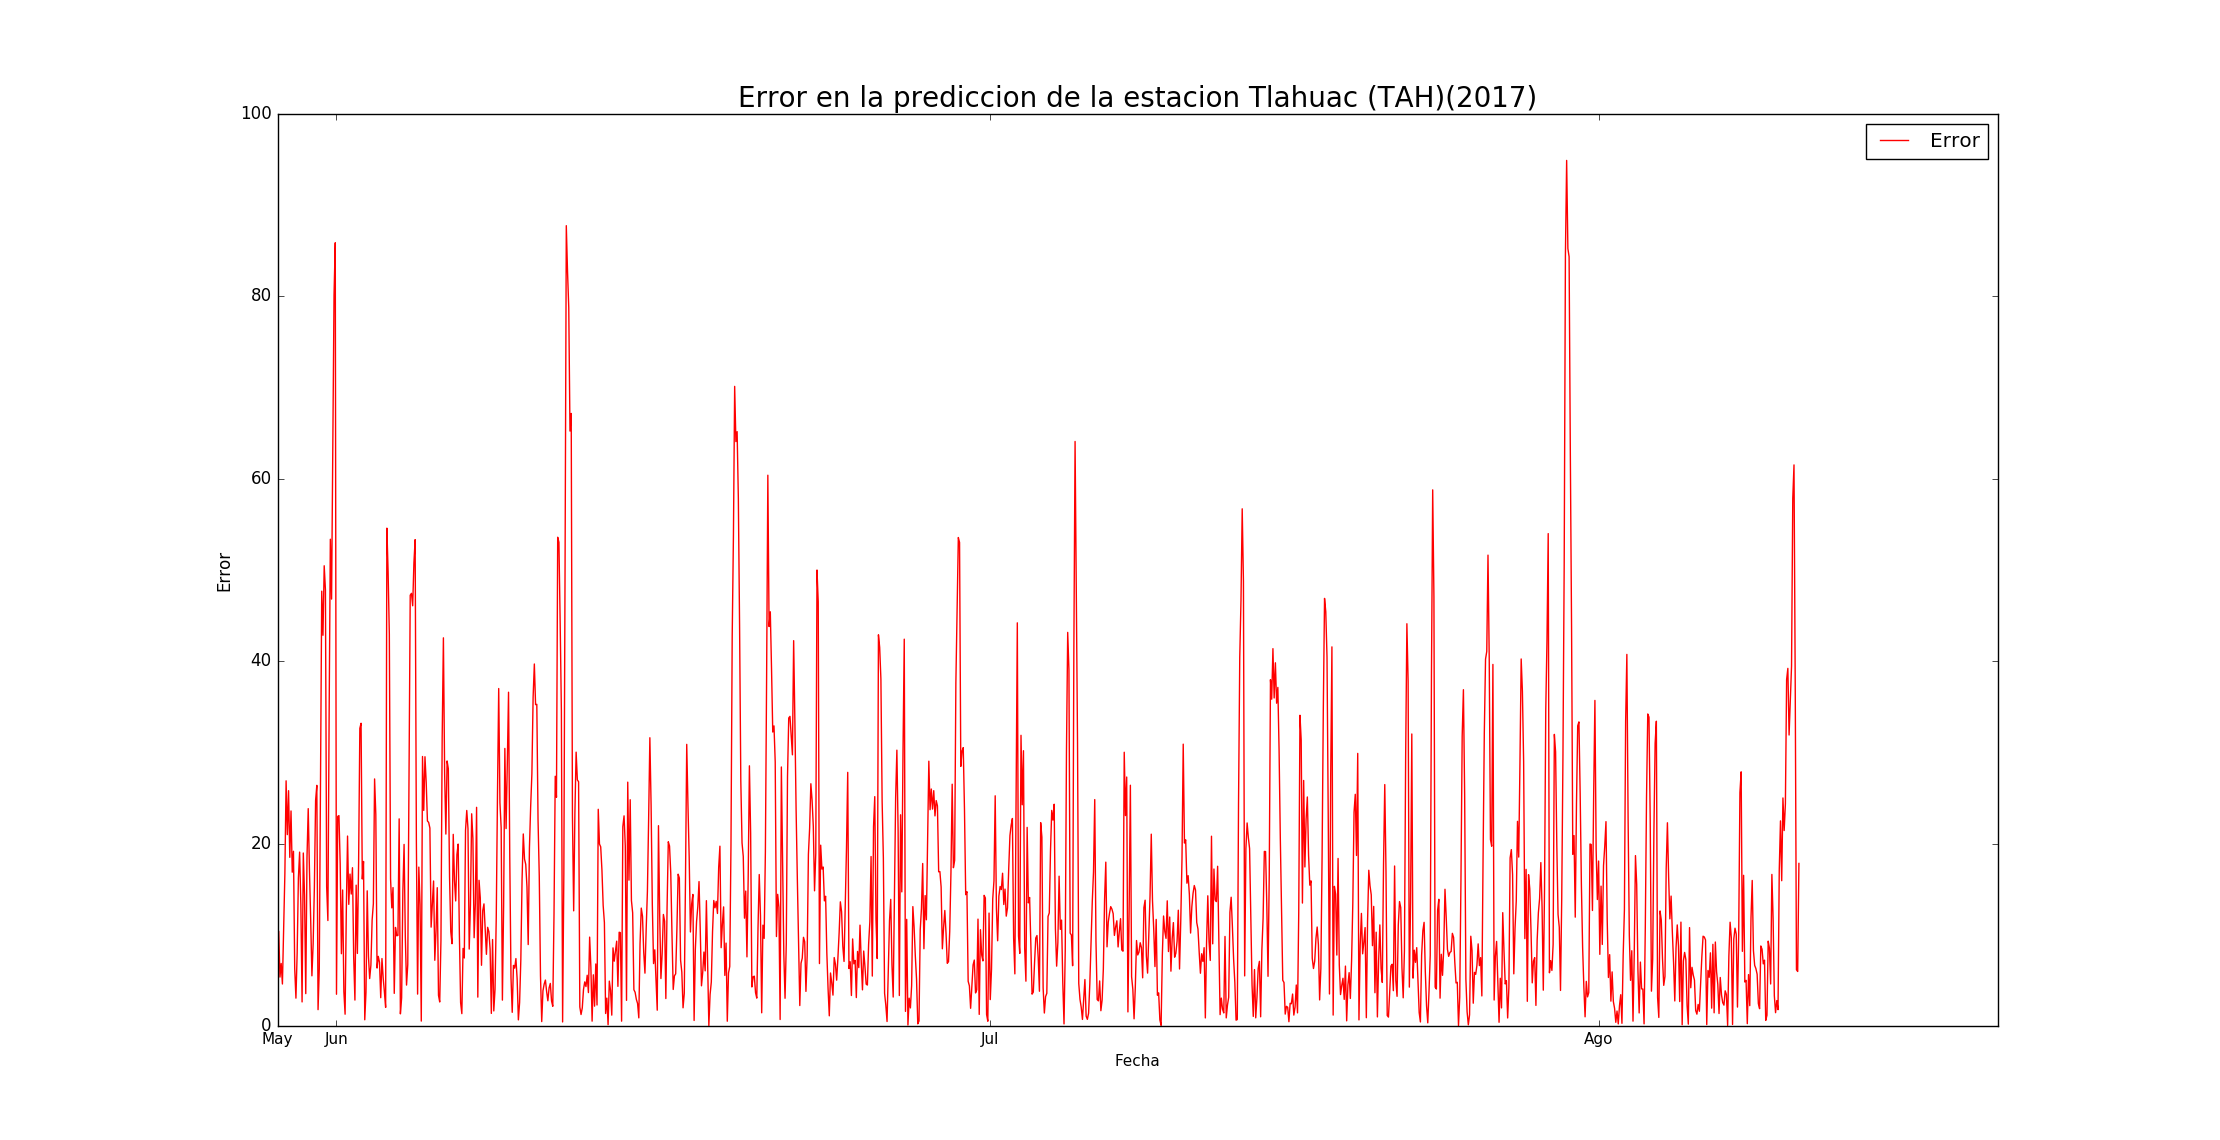 Error en la prediccion de la estacion Tlahuac (TAH)(2017)
Error
100
80
60
40
20
0
Error
May Jun Jul Ago
Fecha